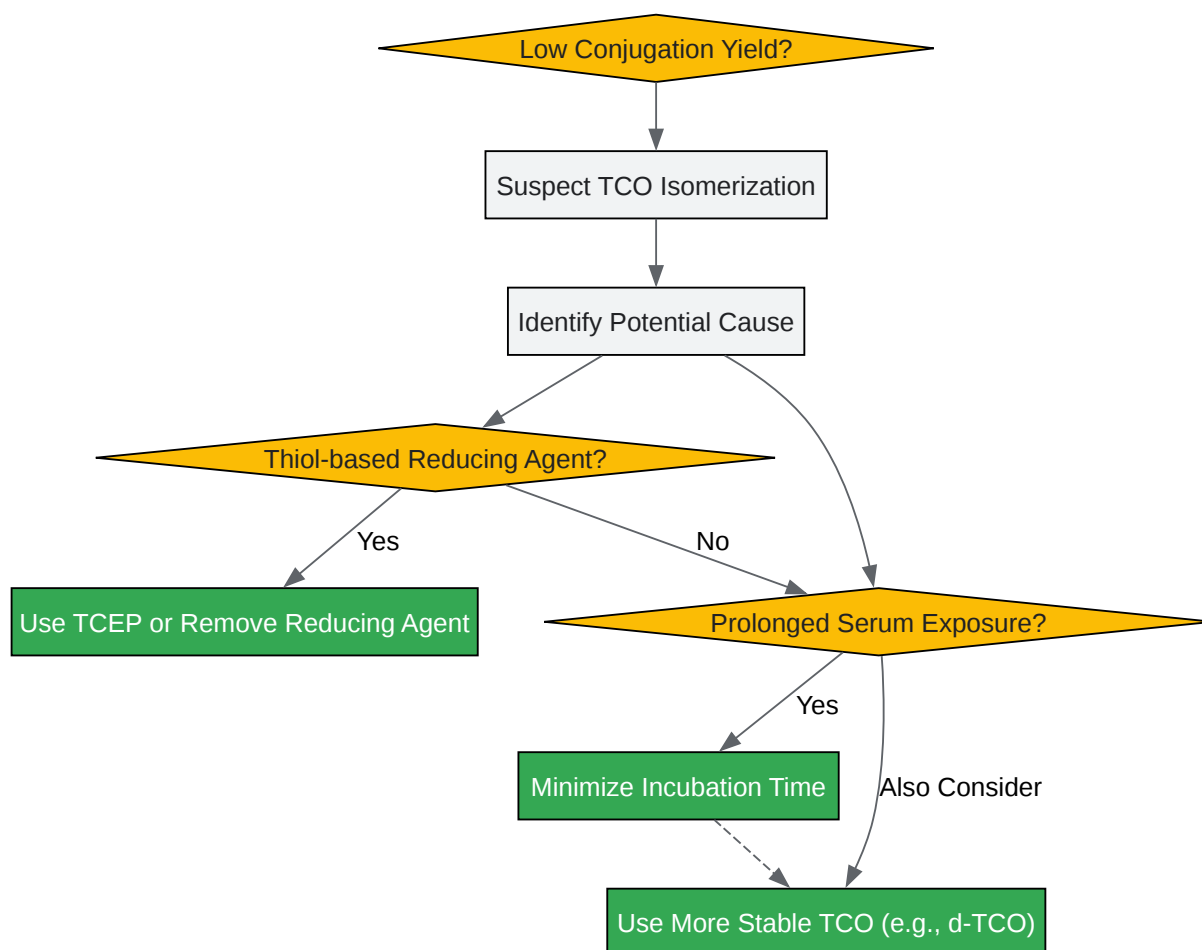 Low Conjugation Yield?
Suspect TCO Isomerization
Identify Potential Cause
Thiol-based Reducing Agent?
Yes
No
Use TCEP or Remove Reducing Agent
Prolonged Serum Exposure?
Yes
Minimize Incubation Time
Also Consider
Use More Stable TCO (e.g., d-TCO)